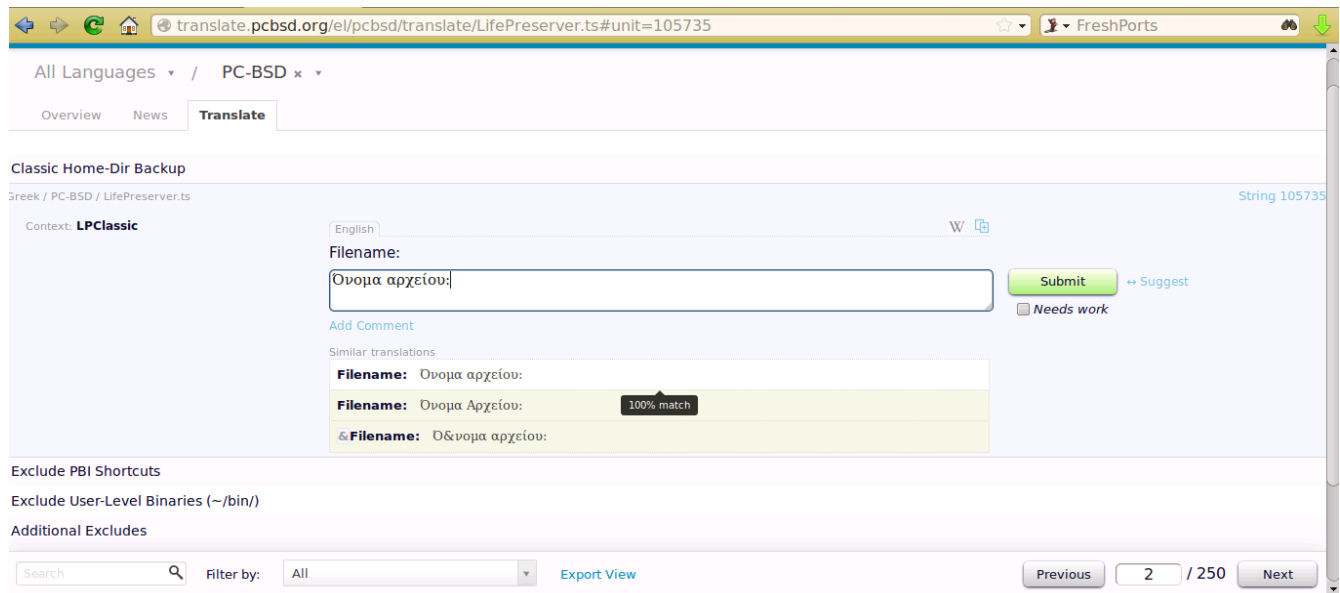 translate.pcbsd.org/el/pcbsd/translate/LifePreserver.ts#unit=105735 FreshPorts
All Languages / PC-BSD ×
Overview News Translate
Classic Home-Dir Backup
Greek / PC-BSD / LifePreserver.ts String 105735
Context: LPClassic
English W
Filename:
Όνομα αρχείου:
Submit ↔ Suggest
Needs work
Add Comment
Similar translations
Filename: Όνομα αρχείου:
Filename: Όνομα Αρχείου: 100% match
&Filename: Ό&νομα αρχείου:
Exclude PBI Shortcuts
Exclude User-Level Binaries (~/bin/)
Additional Excludes
Search Filter by: All Export View Previous 2 / 250 Next